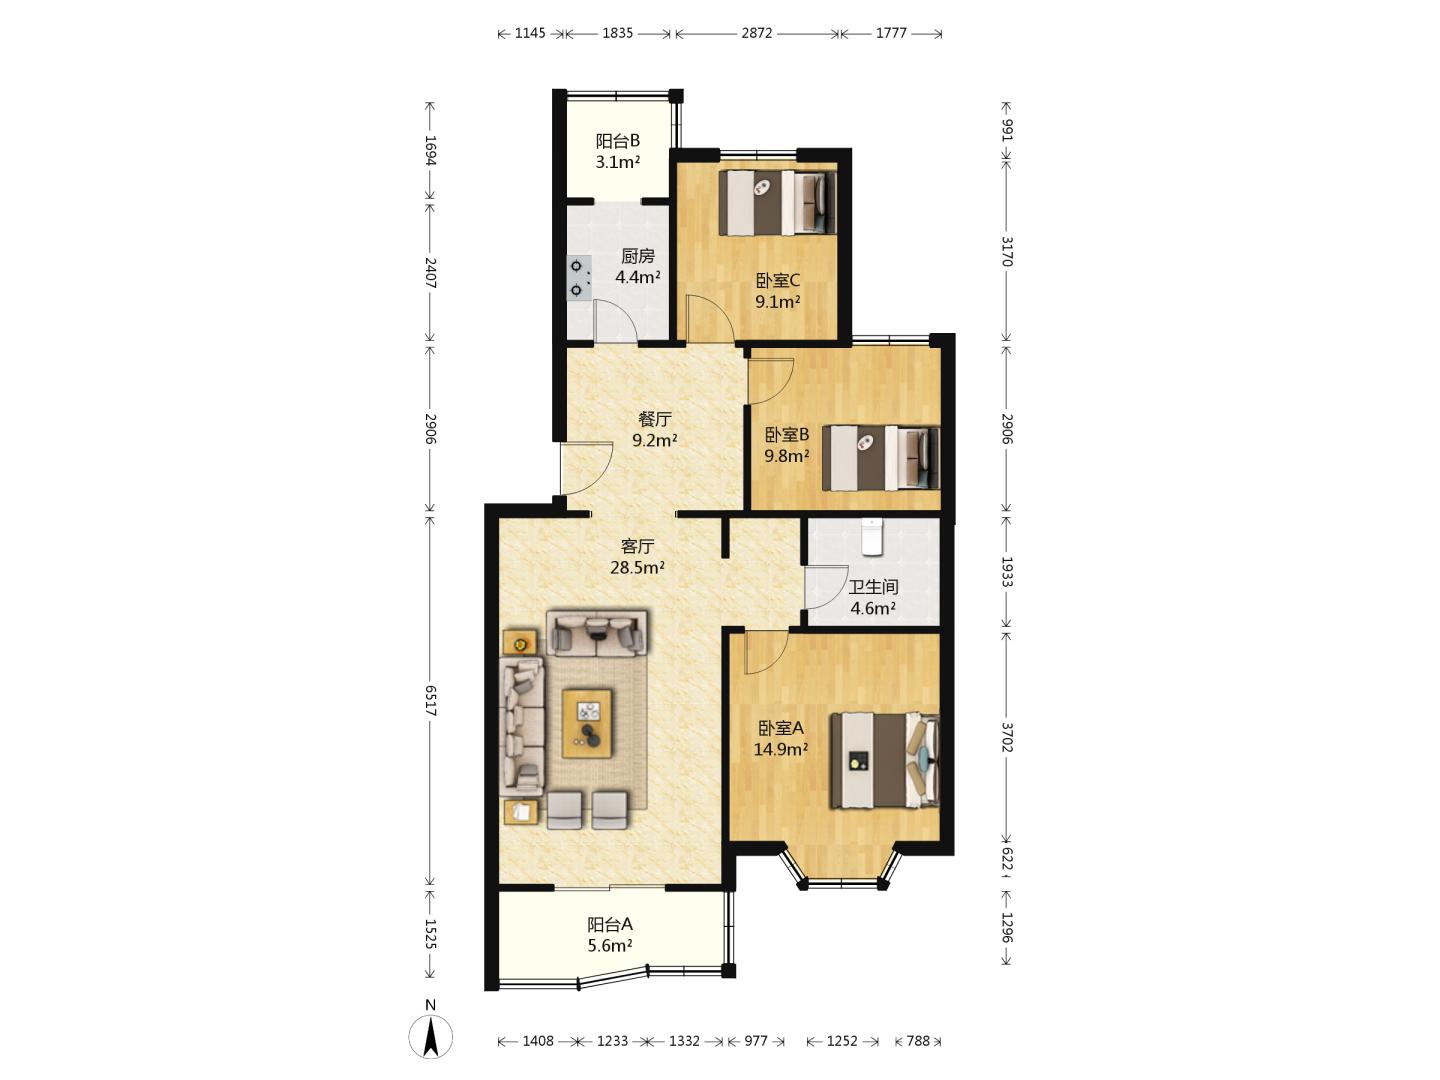 1145 1835 2872 1777
1694
2407
2906
6517
1525
阳台B
3.1m²
厨房
4.4m²
卧室C
9.1m²
餐厅
9.2m²
卧室B
9.8m²
客厅
28.5m²
卫生间
4.6m²
卧室A
14.9m²
阳台A
5.6m²
991
3170
2906
1933
3702
622
1296
N
1408 1233 1332 977 1252 788